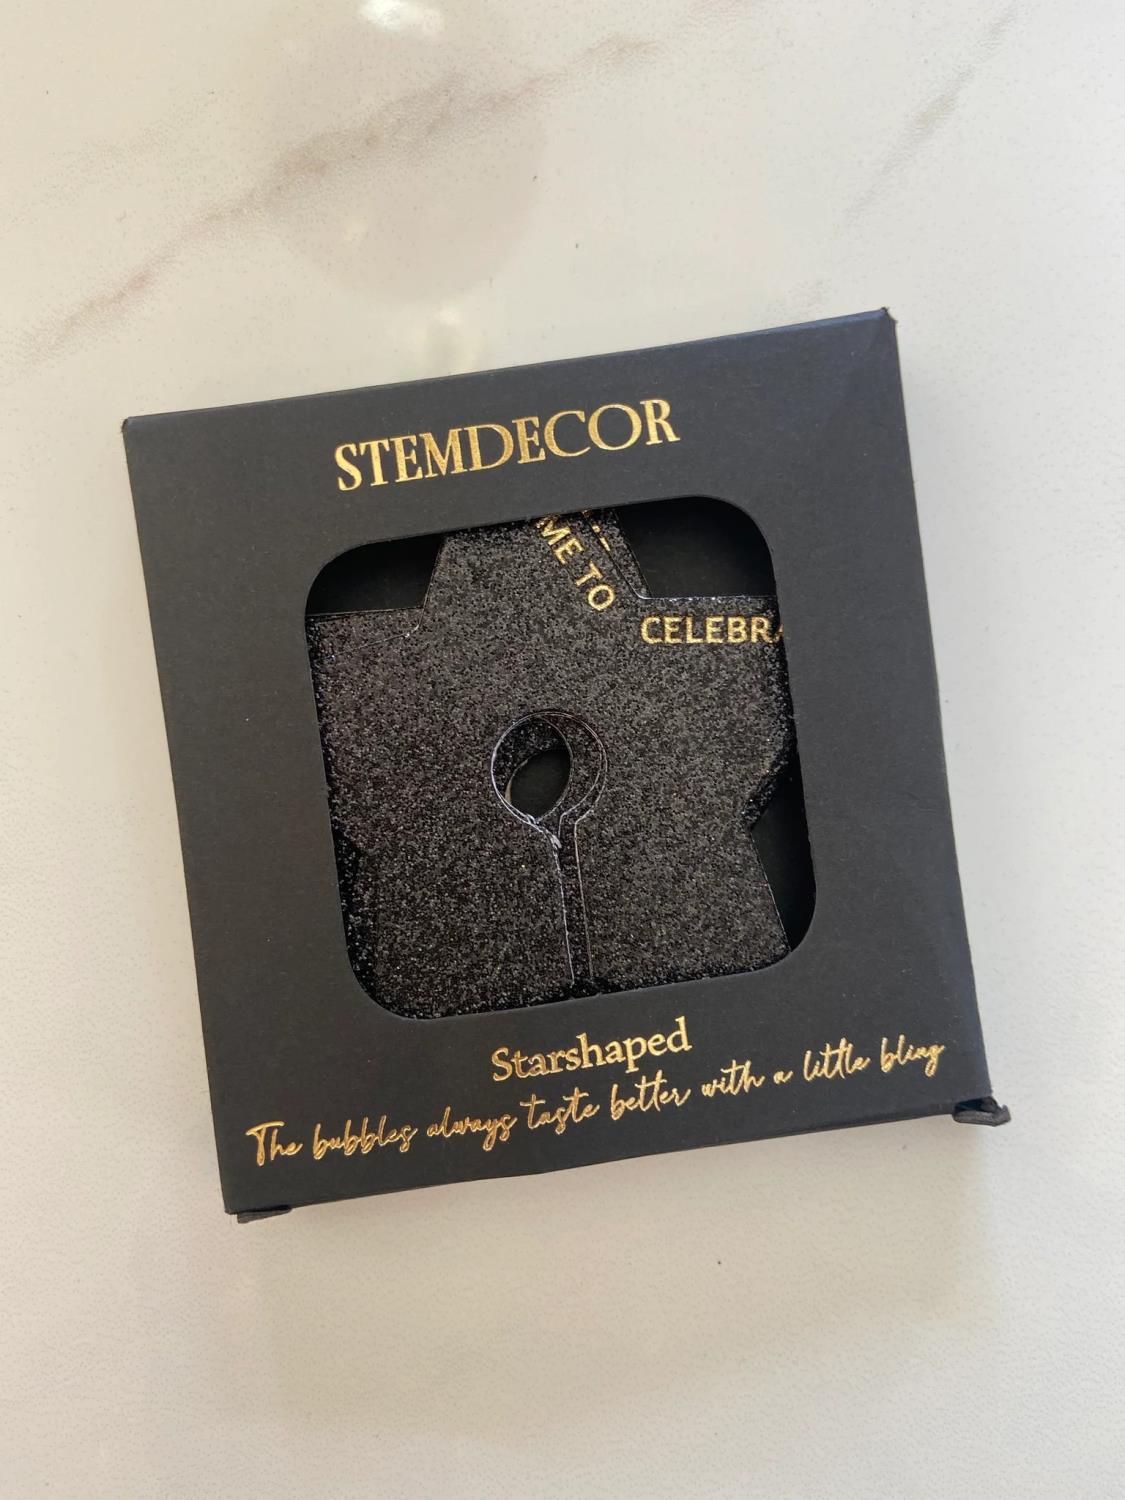 STEMDECOR
ME TO
CELEBRA
Starshaped
The bubbles always taste better with a little bling